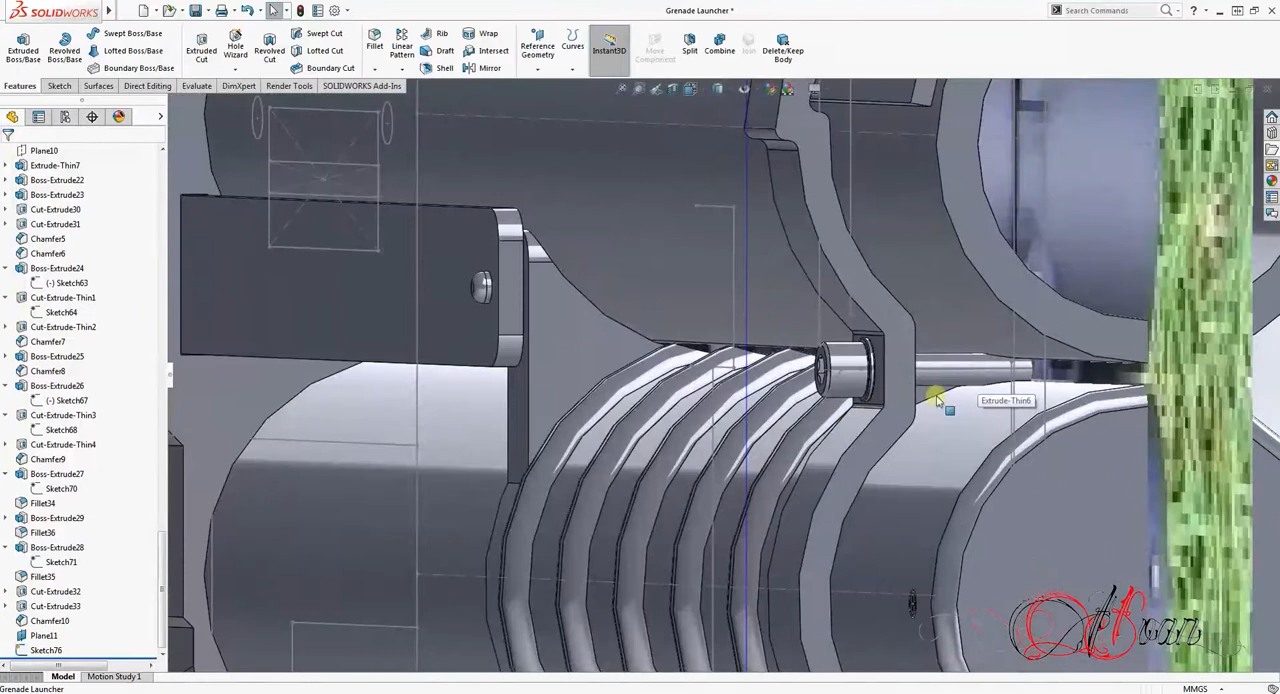 SOLIDWORKS
Grenade Launcher *
Search Commands
Extruded Boss/Base
Revolved Boss/Base
Swept Boss/Base
Lofted Boss/Base
Boundary Boss/Base
Extruded Cut
Hole Wizard
Revolved Cut
Swept Cut
Lofted Cut
Boundary Cut
Fillet
Linear Pattern
Rib
Draft
Shell
Wrap
Intersect
Mirror
Reference Geometry
Curves
Instant3D
Move Component
Split
Combine
Join
Delete/Keep Body
Features
Sketch
Surfaces
Direct Editing
Evaluate
DimXpert
Render Tools
SOLIDWORKS Add-Ins
Plane10
Extrude-Thin7
Boss-Extrude22
Boss-Extrude23
Cut-Extrude30
Cut-Extrude31
Chamfer5
Chamfer6
Boss-Extrude24
(-) Sketch63
Cut-Extrude-Thin1
Sketch64
Cut-Extrude-Thin2
Chamfer7
Boss-Extrude25
Chamfer8
Boss-Extrude26
(-) Sketch67
Cut-Extrude-Thin3
Sketch68
Cut-Extrude-Thin4
Chamfer9
Boss-Extrude27
Sketch70
Fillet34
Boss-Extrude29
Fillet36
Boss-Extrude28
Sketch71
Fillet35
Cut-Extrude32
Cut-Extrude33
Chamfer10
Plane11
Sketch76
Extrude-Thin6
Model
Motion Study 1
Grenade Launcher
MMGS